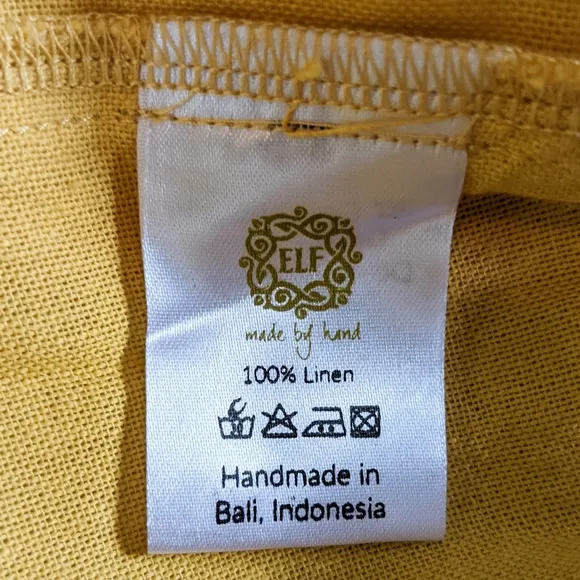 ELF
made by hand
100% Linen
Handmade in
Bali, Indonesia